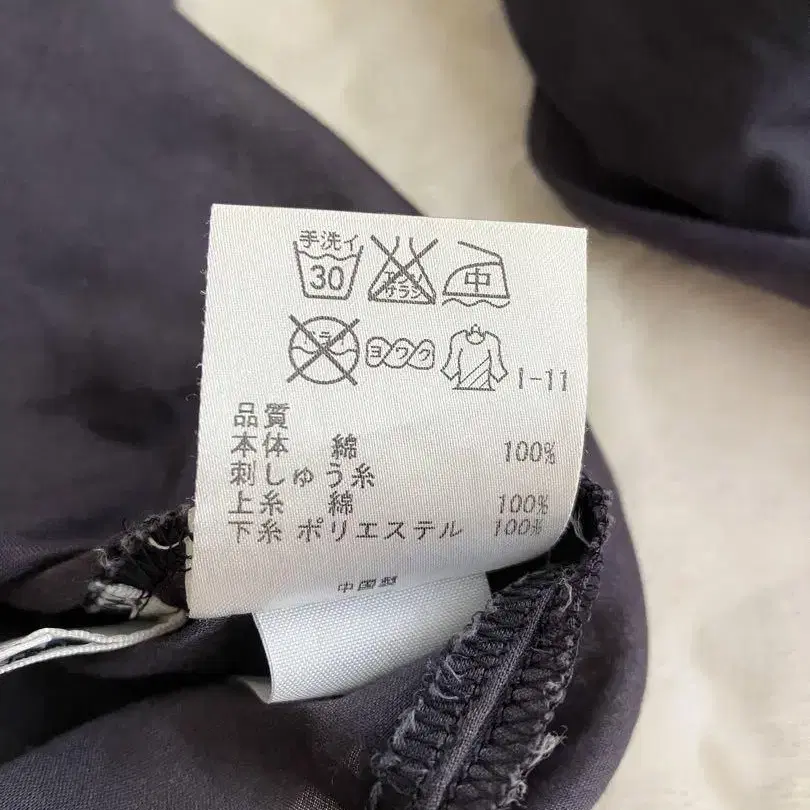 手洗イ
30
エンソ
サラシ
中
ドライ
ヨワク
I-11
品質
本体 綿 100%
刺しゅう糸
上糸 綿 100%
下糸 ポリエステル 100%
中国製